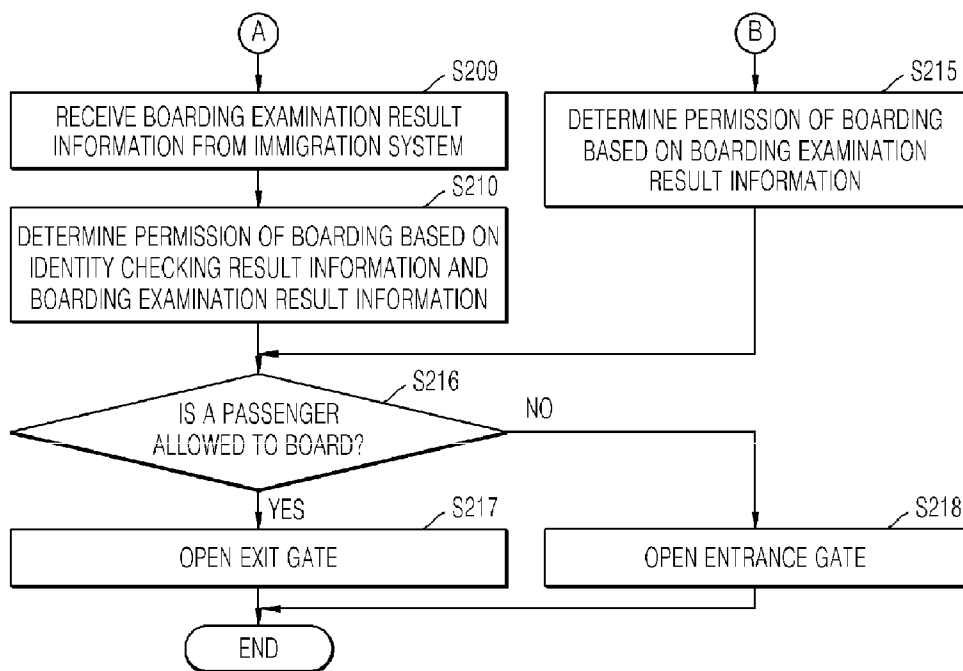 A
B
S209
RECEIVE BOARDING EXAMINATION RESULT
INFORMATION FROM IMMIGRATION SYSTEM
S215
DETERMINE PERMISSION OF BOARDING
BASED ON BOARDING EXAMINATION
RESULT INFORMATION
S210
DETERMINE PERMISSION OF BOARDING BASED ON
IDENTITY CHECKING RESULT INFORMATION AND
BOARDING EXAMINATION RESULT INFORMATION
S216
IS A PASSENGER
ALLOWED TO BOARD?
NO
YES
S217
OPEN EXIT GATE
S218
OPEN ENTRANCE GATE
END